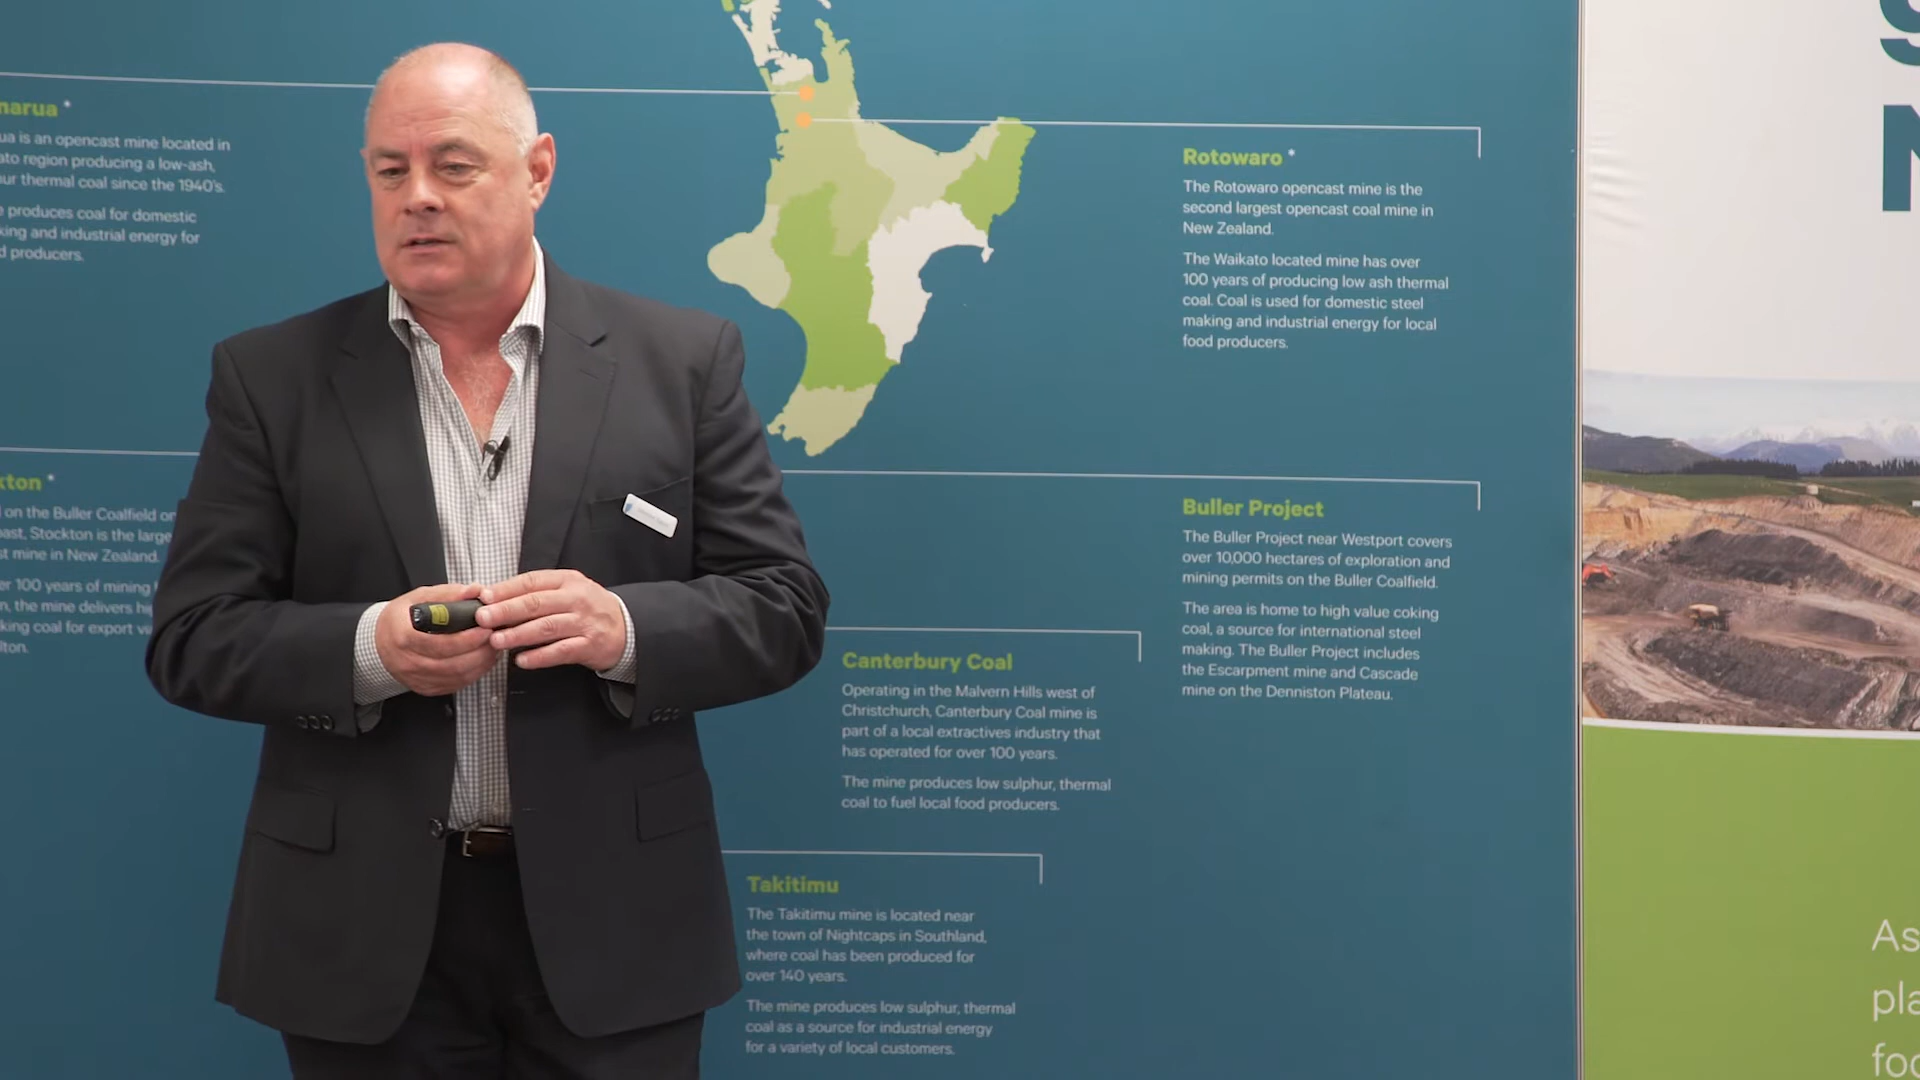 narua *
ua is an opencast mine located in
ato region producing a low-ash,
ur thermal coal since the 1940's.
e produces coal for domestic
king and industrial energy for
d producers.
Rotowaro *
The Rotowaro opencast mine is the
second largest opencast coal mine in
New Zealand.
The Waikato located mine has over
100 years of producing low ash thermal
coal. Coal is used for domestic steel
making and industrial energy for local
food producers.
kton *
on the Buller Coalfield on
oast, Stockton is the large
st mine in New Zealand.
er 100 years of mining
n, the mine delivers hig
king coal for export via
lton.
Buller Project
The Buller Project near Westport covers
over 10,000 hectares of exploration and
mining permits on the Buller Coalfield.
The area is home to high value coking
coal, a source for international steel
making. The Buller Project includes
the Escarpment mine and Cascade
mine on the Denniston Plateau.
Canterbury Coal
Operating in the Malvern Hills west of
Christchurch, Canterbury Coal mine is
part of a local extractives industry that
has operated for over 100 years.
The mine produces low sulphur, thermal
coal to fuel local food producers.
Takitimu
The Takitimu mine is located near
the town of Nightcaps in Southland,
where coal has been produced for
over 140 years.
The mine produces low sulphur, thermal
coal as a source for industrial energy
for a variety of local customers.
g
N
As
pla
foo